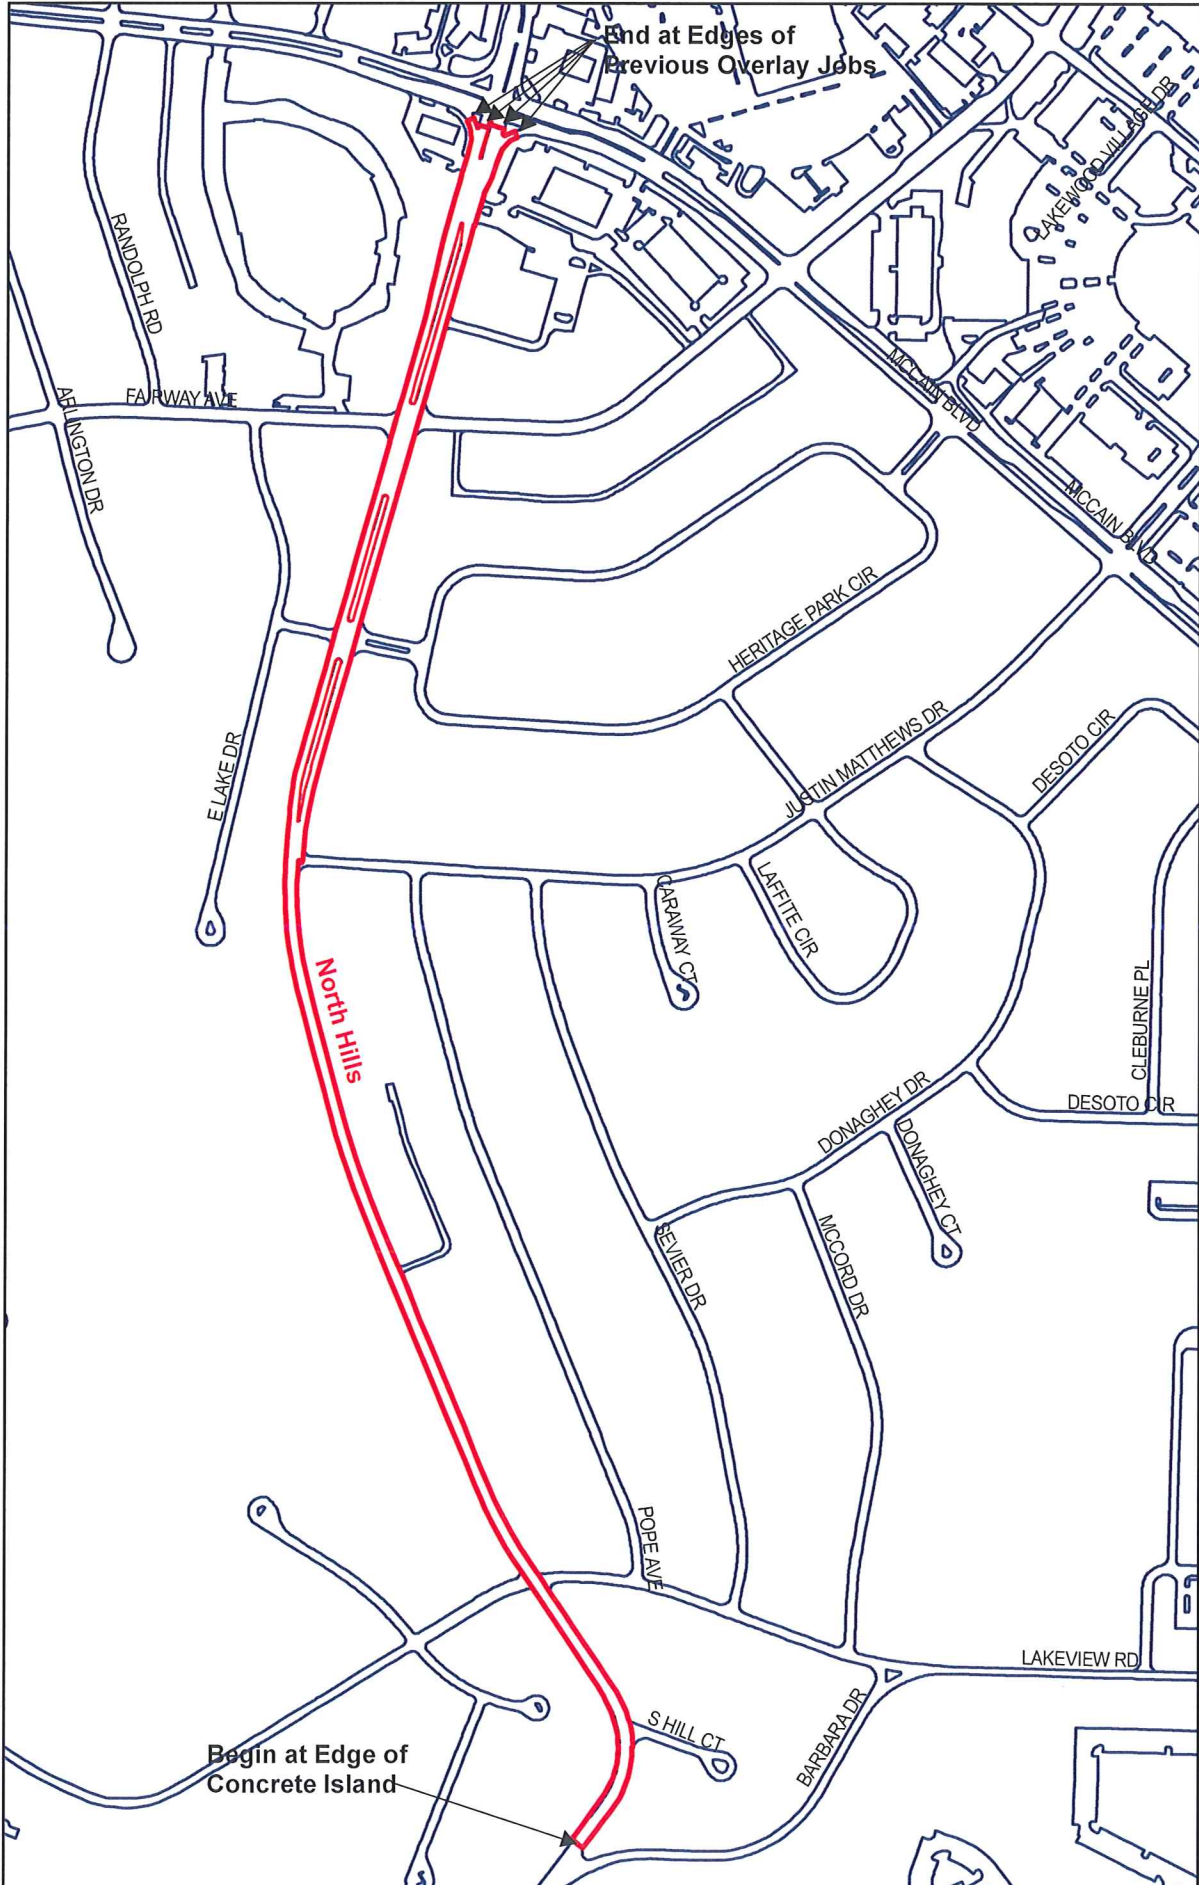 End at Edges of
Previous Overlay Jobs
LAKEWOOD VILLAGE DR
RANDOLPH RD
MCCAIN BLVD
FAIRWAY AVE
ARLINGTON DR
MCCAIN BLVD
HERITAGE PARK CIR
JUSTIN MATTHEWS DR
DESOTO CIR
E LAKE DR
LAFFITE CIR
CARAWAY CT
North Hills
CLEBURNE PL
DESOTO CIR
DONAGHEY DR
DONAGHEY CT
SEVIER DR
MCCORD DR
POPE AVE
LAKEVIEW RD
S HILL CT
BARBARA DR
Begin at Edge of
Concrete Island